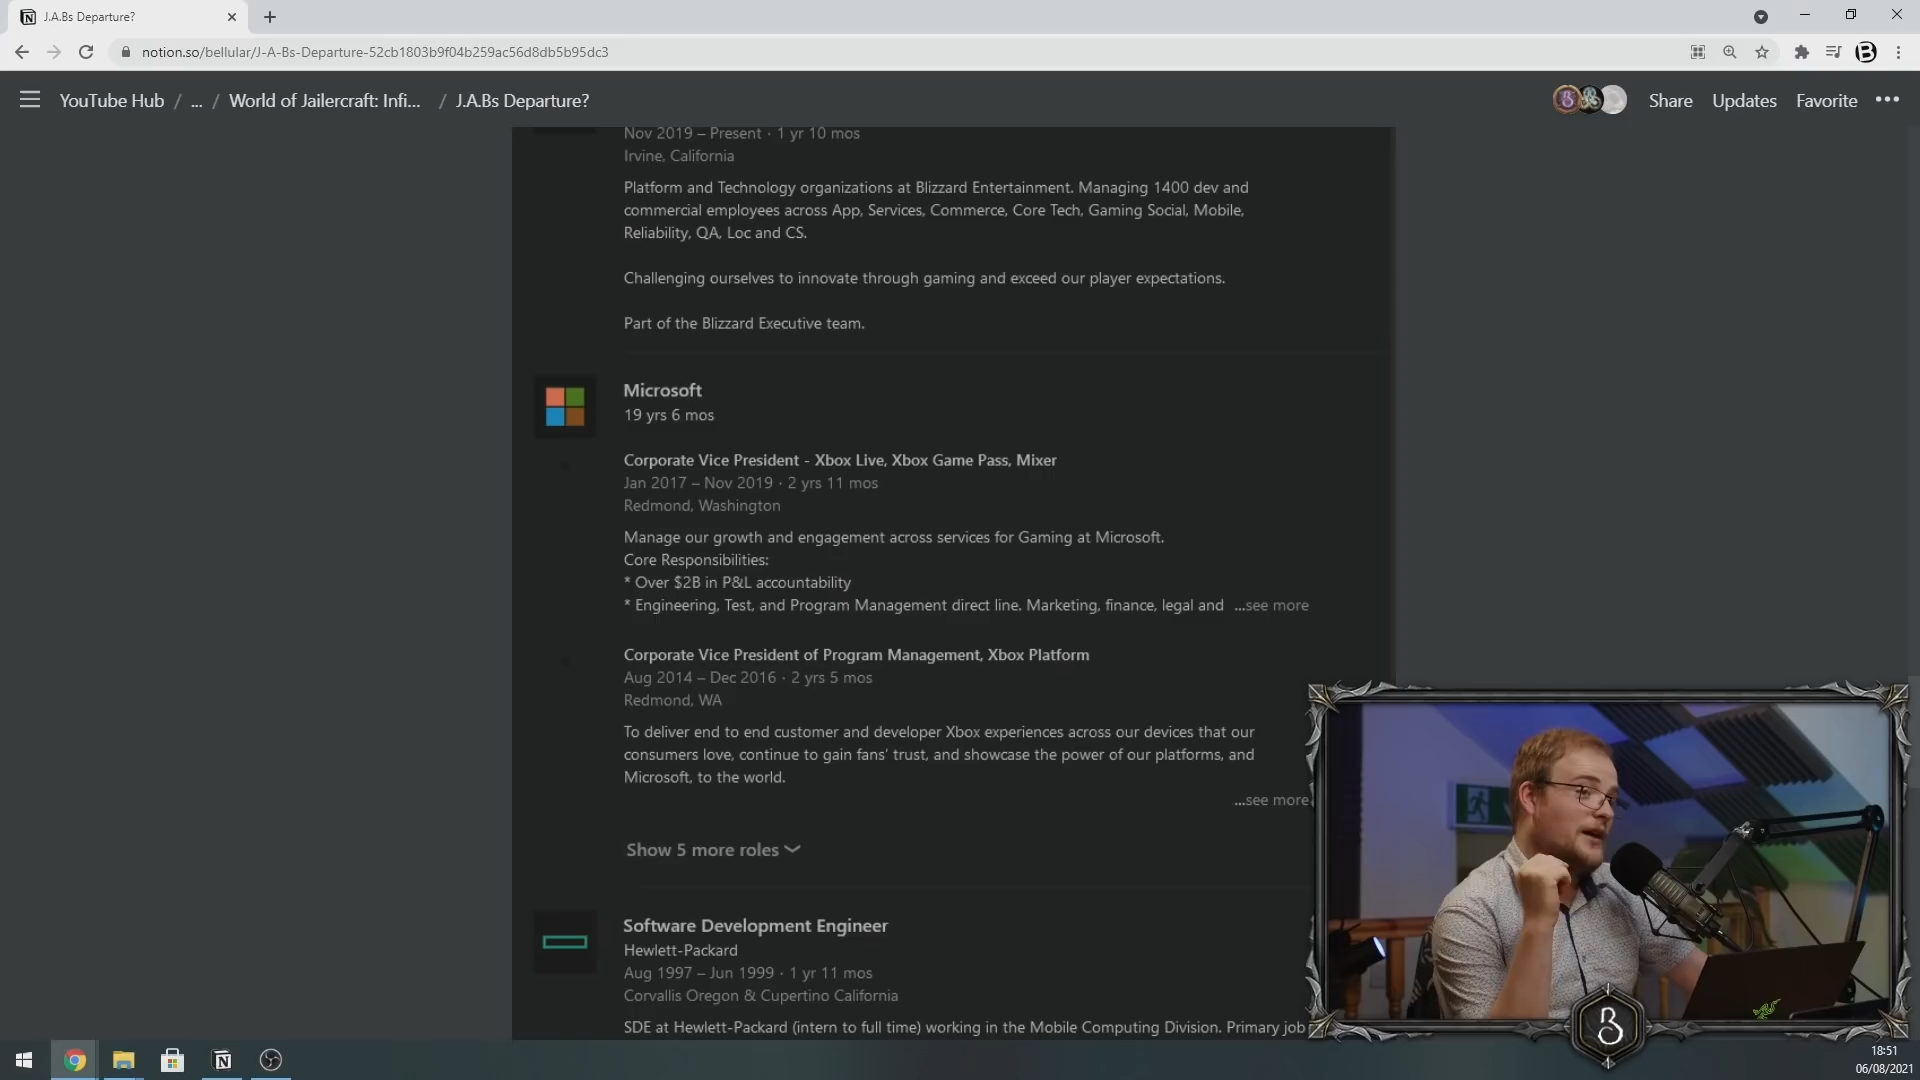 J.A.Bs Departure?
notion.so/bellular/J-A-Bs-Departure-52cb1803b9f04b259ac56d8db5b95dc3
YouTube Hub / ... / World of Jailercraft: Infi... / J.A.Bs Departure?
Share Updates Favorite
Nov 2019 – Present · 1 yr 10 mos
Irvine, California
Platform and Technology organizations at Blizzard Entertainment. Managing 1400 dev and
commercial employees across App, Services, Commerce, Core Tech, Gaming Social, Mobile,
Reliability, QA, Loc and CS.
Challenging ourselves to innovate through gaming and exceed our player expectations.
Part of the Blizzard Executive team.
Microsoft
19 yrs 6 mos
Corporate Vice President - Xbox Live, Xbox Game Pass, Mixer
Jan 2017 – Nov 2019 · 2 yrs 11 mos
Redmond, Washington
Manage our growth and engagement across services for Gaming at Microsoft.
Core Responsibilities:
* Over $2B in P&L accountability
* Engineering, Test, and Program Management direct line. Marketing, finance, legal and ...see more
Corporate Vice President of Program Management, Xbox Platform
Aug 2014 – Dec 2016 · 2 yrs 5 mos
Redmond, WA
To deliver end to end customer and developer Xbox experiences across our devices that our
consumers love, continue to gain fans' trust, and showcase the power of our platforms, and
Microsoft, to the world.
...see more
Show 5 more roles
Software Development Engineer
Hewlett-Packard
Aug 1997 – Jun 1999 · 1 yr 11 mos
Corvallis Oregon & Cupertino California
SDE at Hewlett-Packard (intern to full time) working in the Mobile Computing Division. Primary job
B
18:51
06/08/2021